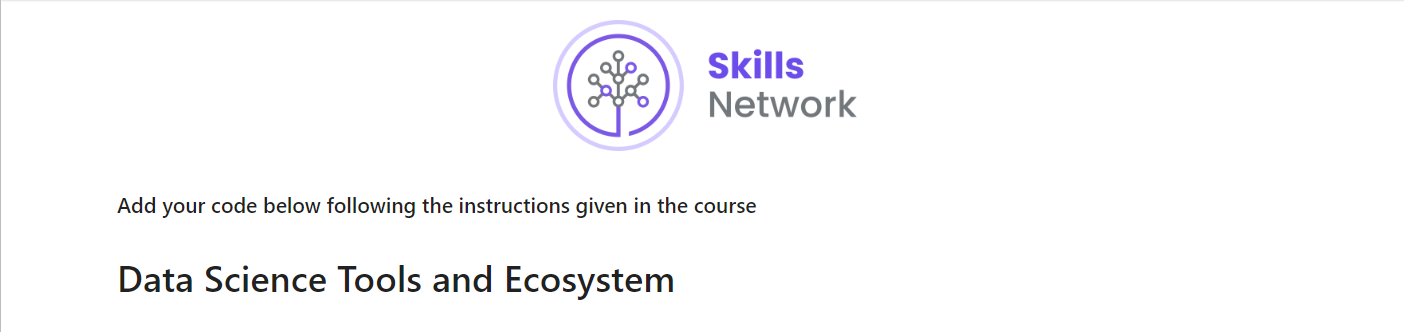 Skills
Network
Add your code below following the instructions given in the course
Data Science Tools and Ecosystem